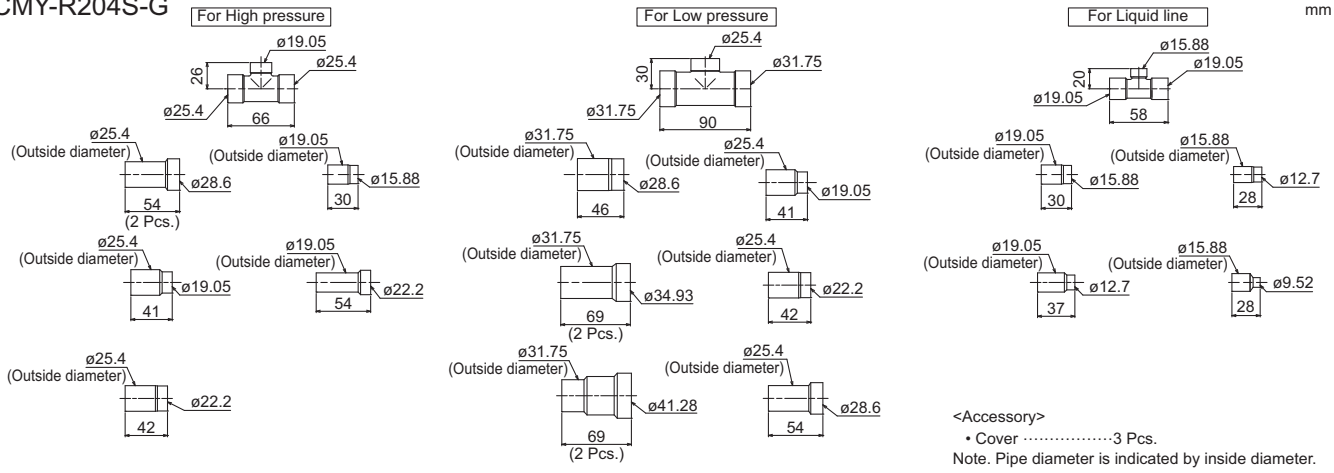 CMY-R204S-G
mm
For High pressure
ø19.05
26
ø25.4
ø25.4
66
ø25.4
(Outside diameter)
ø28.6
54
(2 Pcs.)
ø19.05
(Outside diameter)
ø15.88
30
ø25.4
(Outside diameter)
ø19.05
41
ø19.05
(Outside diameter)
ø22.2
54
ø25.4
(Outside diameter)
ø22.2
42
For Low pressure
ø25.4
30
ø31.75
ø31.75
90
ø31.75
(Outside diameter)
ø28.6
46
ø25.4
(Outside diameter)
ø19.05
41
ø31.75
(Outside diameter)
ø34.93
69
(2 Pcs.)
ø25.4
(Outside diameter)
ø22.2
42
ø31.75
(Outside diameter)
ø41.28
69
(2 Pcs.)
ø25.4
(Outside diameter)
ø28.6
54
For Liquid line
ø15.88
20
ø19.05
ø19.05
58
ø19.05
(Outside diameter)
ø15.88
30
ø15.88
(Outside diameter)
ø12.7
28
ø19.05
(Outside diameter)
ø12.7
37
ø15.88
(Outside diameter)
ø9.52
28
<Accessory>
• Cover ·················3 Pcs.
Note. Pipe diameter is indicated by inside diameter.